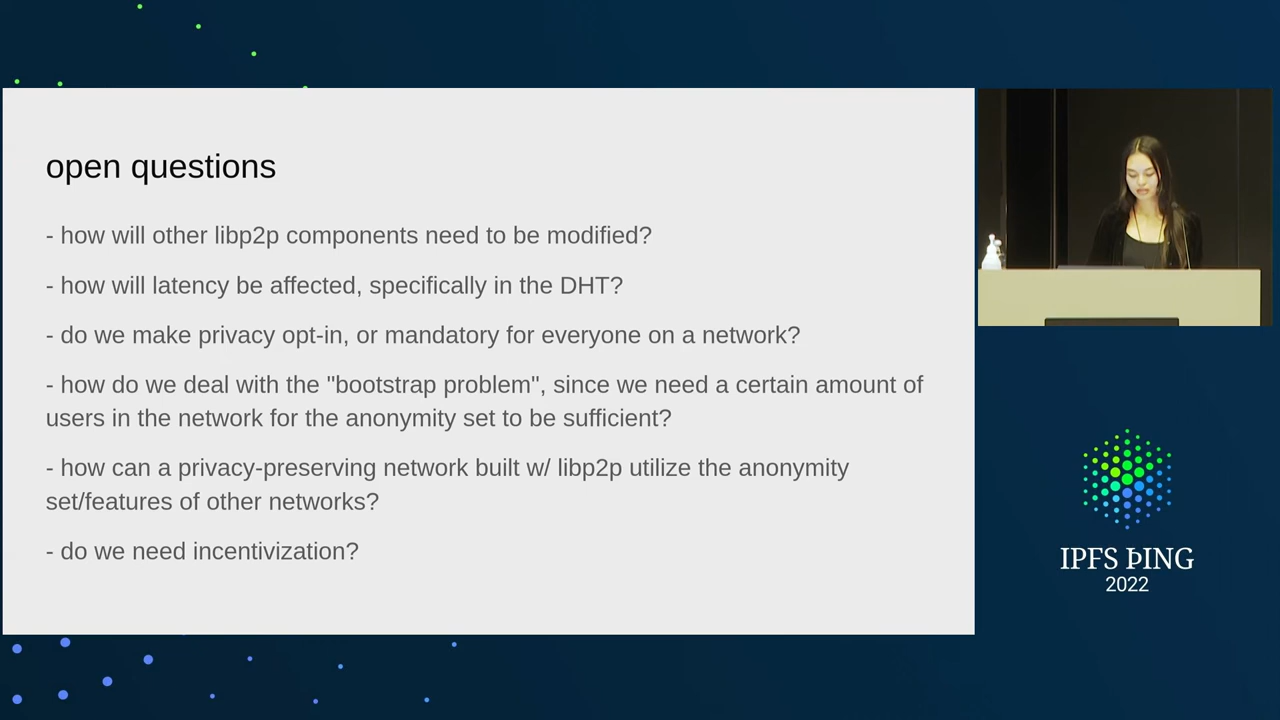 open questions
- how will other libp2p components need to be modified?
- how will latency be affected, specifically in the DHT?
- do we make privacy opt-in, or mandatory for everyone on a network?
- how do we deal with the "bootstrap problem", since we need a certain amount of
users in the network for the anonymity set to be sufficient?
- how can a privacy-preserving network built w/ libp2p utilize the anonymity
set/features of other networks?
- do we need incentivization?
IPFS ÞING
2022